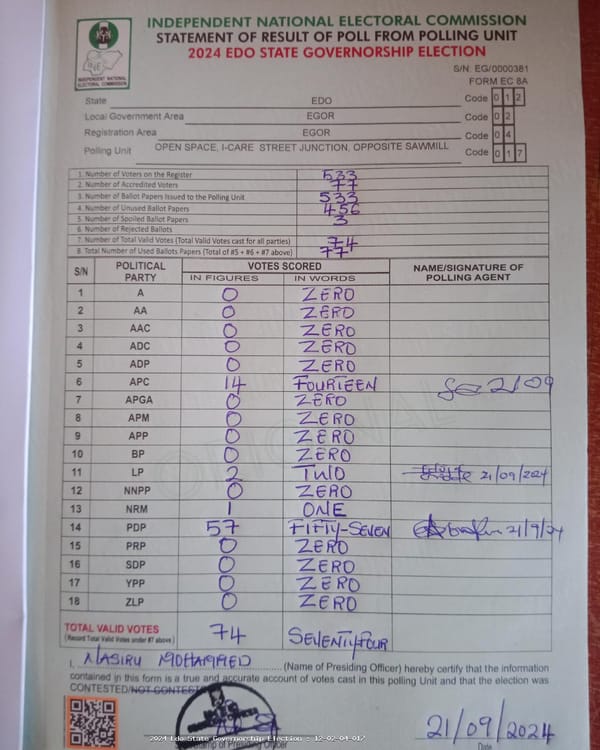 INDEPENDENT NATIONAL ELECTORAL COMMISSION
STATEMENT OF RESULT OF POLL FROM POLLING UNIT
2024 EDO STATE GOVERNORSHIP ELECTION
INEC
INDEPENDENT NATIONAL
ELECTORAL COMMISSION
S/N: EG/0000381
FORM EC 8A
State EDO Code 0 1 2
Local Government Area EGOR Code 0 2
Registration Area EGOR Code 0 4
Polling Unit OPEN SPACE, I-CARE STREET JUNCTION, OPPOSITE SAWMILL Code 0 1 7
1. Number of Voters on the Register 533
2. Number of Accredited Voters 77
3. Number of Ballot Papers Issued to the Polling Unit 533
4. Number of Unused Ballot Papers 456
5. Number of Spoiled Ballot Papers 3
6. Number of Rejected Ballots
7. Number of Total Valid Votes (Total Valid Votes cast for all parties) 74
8. Total Number of Used Ballots Papers (Total of #5 + #6 + #7 above) 77
S/N POLITICAL PARTY VOTES SCORED NAME/SIGNATURE OF POLLING AGENT
IN FIGURES IN WORDS
1 A 0 ZERO
2 AA 0 ZERO
3 AAC 0 ZERO
4 ADC 0 ZERO
5 ADP 0 ZERO
6 APC 14 FOURTEEN 21/09
7 APGA 0 ZERO
8 APM 0 ZERO
9 APP 0 ZERO
10 BP 0 ZERO
11 LP 2 TWO 21/09/2024
12 NNPP 0 ZERO
13 NRM 1 ONE
14 PDP 57 FIFTY-SEVEN 21/9/24
15 PRP 0 ZERO
16 SDP 0 ZERO
17 YPP 0 ZERO
18 ZLP 0 ZERO
TOTAL VALID VOTES 74 SEVENTYFOUR
(Record Total Valid Votes under #7 above)
I, NASIRU MOHAMMED (Name of Presiding Officer) hereby certify that the information
contained in this form is a true and accurate account of votes cast in this polling Unit and that the election was
CONTESTED/NOT CONTESTED
21/09/2024
2024 Edo State Governorship Election : 12-02-04-017
Stamp of Presiding Officer
Date